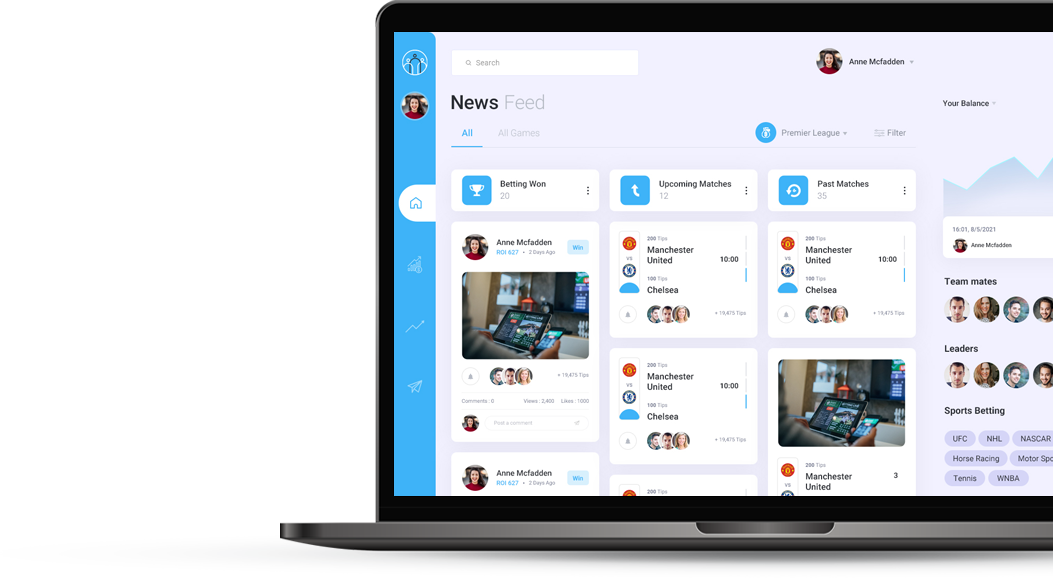 Search
Anne Mcfadden
News Feed
Your Balance
All
All Games
Premier League
Filter
Betting Won
20
Upcoming Matches
12
Past Matches
35
16:01, 8/5/2021
Anne Mcfadden
Anne Mcfadden
ROI 627 • 2 Days Ago
Win
+ 19,475 Tips
Comments : 0
Views : 2,400
Likes : 1000
Post a comment
Anne Mcfadden
ROI 627 • 2 Days Ago
Win
200 Tips
Manchester
United
VS
10:00
100 Tips
Chelsea
+ 19,475 Tips
200 Tips
Manchester
United
VS
10:00
100 Tips
Chelsea
+ 19,475 Tips
200 Tips
200 Tips
Manchester
United
VS
10:00
100 Tips
Chelsea
+ 19,475 Tips
200 Tips
Manchester
United
VS
3
Team mates
Leaders
Sports Betting
UFC
NHL
NASCAR
Horse Racing
Motor Spo
Tennis
WNBA